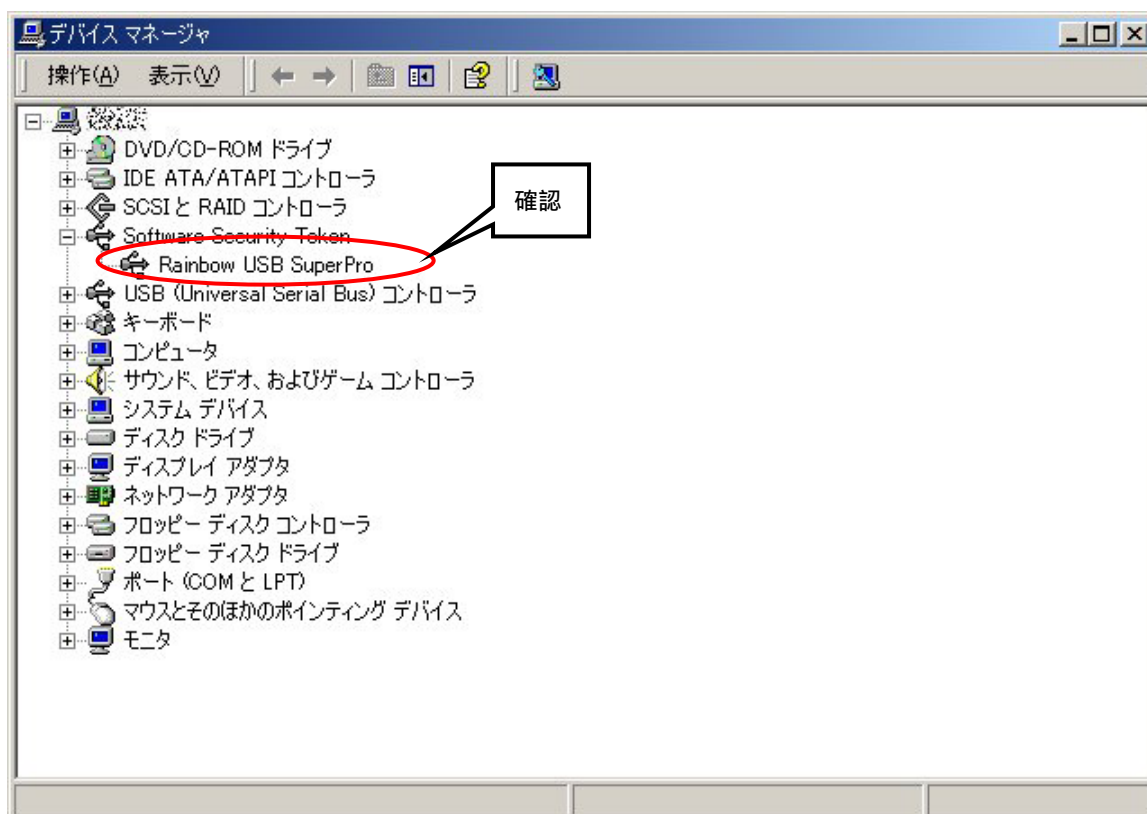 デバイス マネージャ
操作(A) 表示(V)
DVD/CD-ROM ドライブ
IDE ATA/ATAPI コントローラ
SCSI と RAID コントローラ
確認
Software Security Token
Rainbow USB SuperPro
USB (Universal Serial Bus) コントローラ
キーボード
コンピュータ
サウンド、ビデオ、およびゲーム コントローラ
システム デバイス
ディスク ドライブ
ディスプレイ アダプタ
ネットワーク アダプタ
フロッピー ディスク コントローラ
フロッピー ディスク ドライブ
ポート (COM と LPT)
マウスとそのほかのポインティング デバイス
モニタ